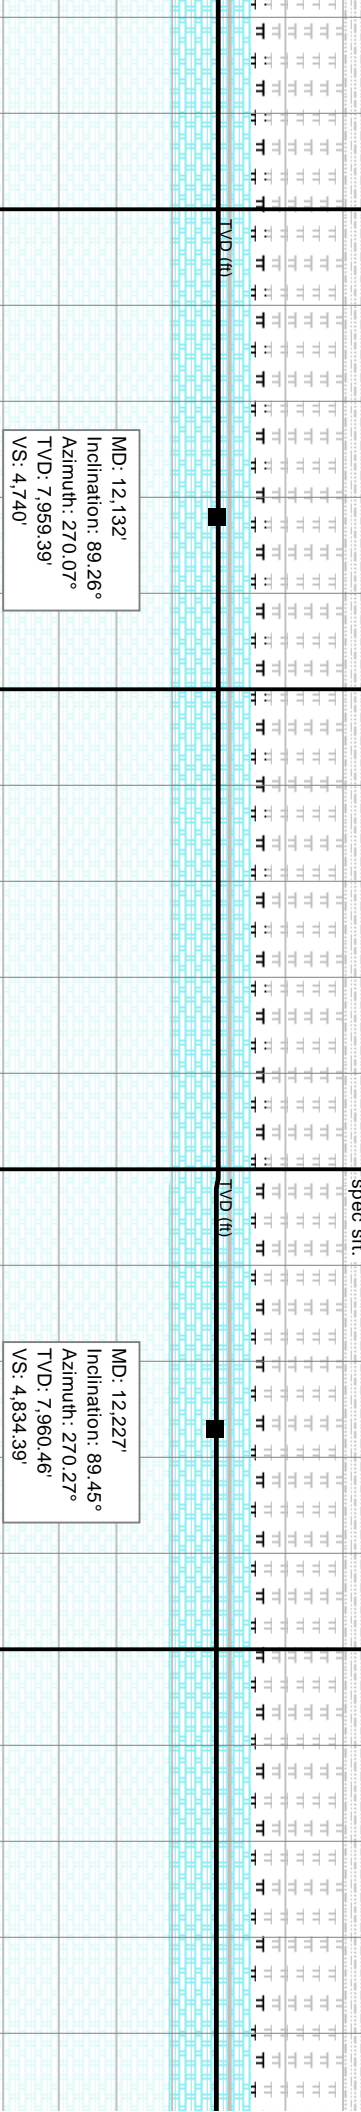 spec sft.
TVD (ft)
MD: 12,132'
Inclination: 89.26°
Azimuth: 270.07°
TVD: 7,959.39'
VS: 4,740'
TVD (ft)
MD: 12,227'
Inclination: 89.45°
Azimuth: 270.27°
TVD: 7,960.46'
VS: 4,834.39'